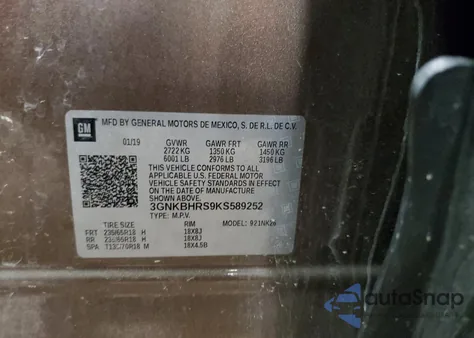 GM
MFD BY GENERAL MOTORS DE MEXICO, S. DE R.L. DE C.V.
01/19 GVWR GAWR FRT GAWR RR
2722 KG 1350 KG 1450 KG
6001 LB 2976 LB 3196 LB
THIS VEHICLE CONFORMS TO ALL
APPLICABLE U.S. FEDERAL MOTOR
VEHICLE SAFETY STANDARDS IN
EFFECT ON THE DATE OF MANUFACTURE
SHOWN ABOVE.
3GNKBHRS9KS589252
TYPE: M.P.V. MODEL:
TIRE SIZE RIM
FRT 235/65R18 H 18X8J
RR 235/65R18 H 18X8J
SPA 18X4.5B
autoSnap